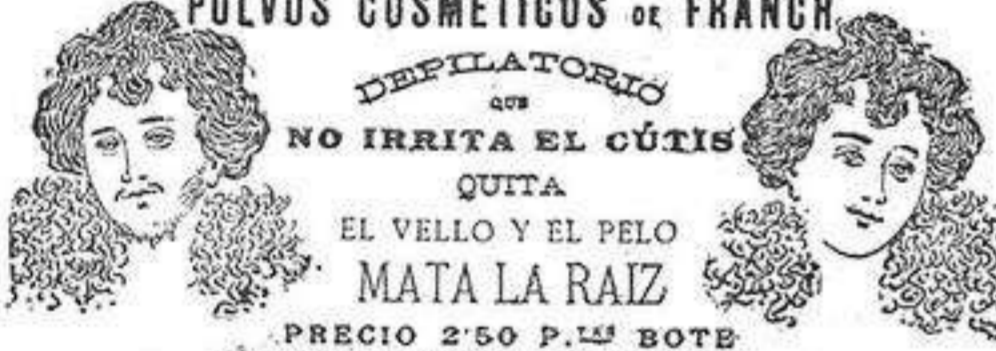 POLVOS COSMÉTICOS DE FRANCH
DEPILATORIO
QUE
NO IRRITA EL CÚTIS
QUITA
EL VELLO Y EL PELO
MATA LA RAIZ
PRECIO 2'50 P.TAS BOTE